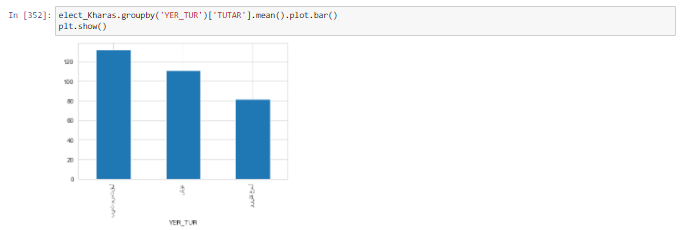 In [352]: elect_Kharas.groupby('YER_TUR')['TUTAR'].mean().plot.bar()
plt.show()
120
100
80
60
40
20
0
YER_TUR